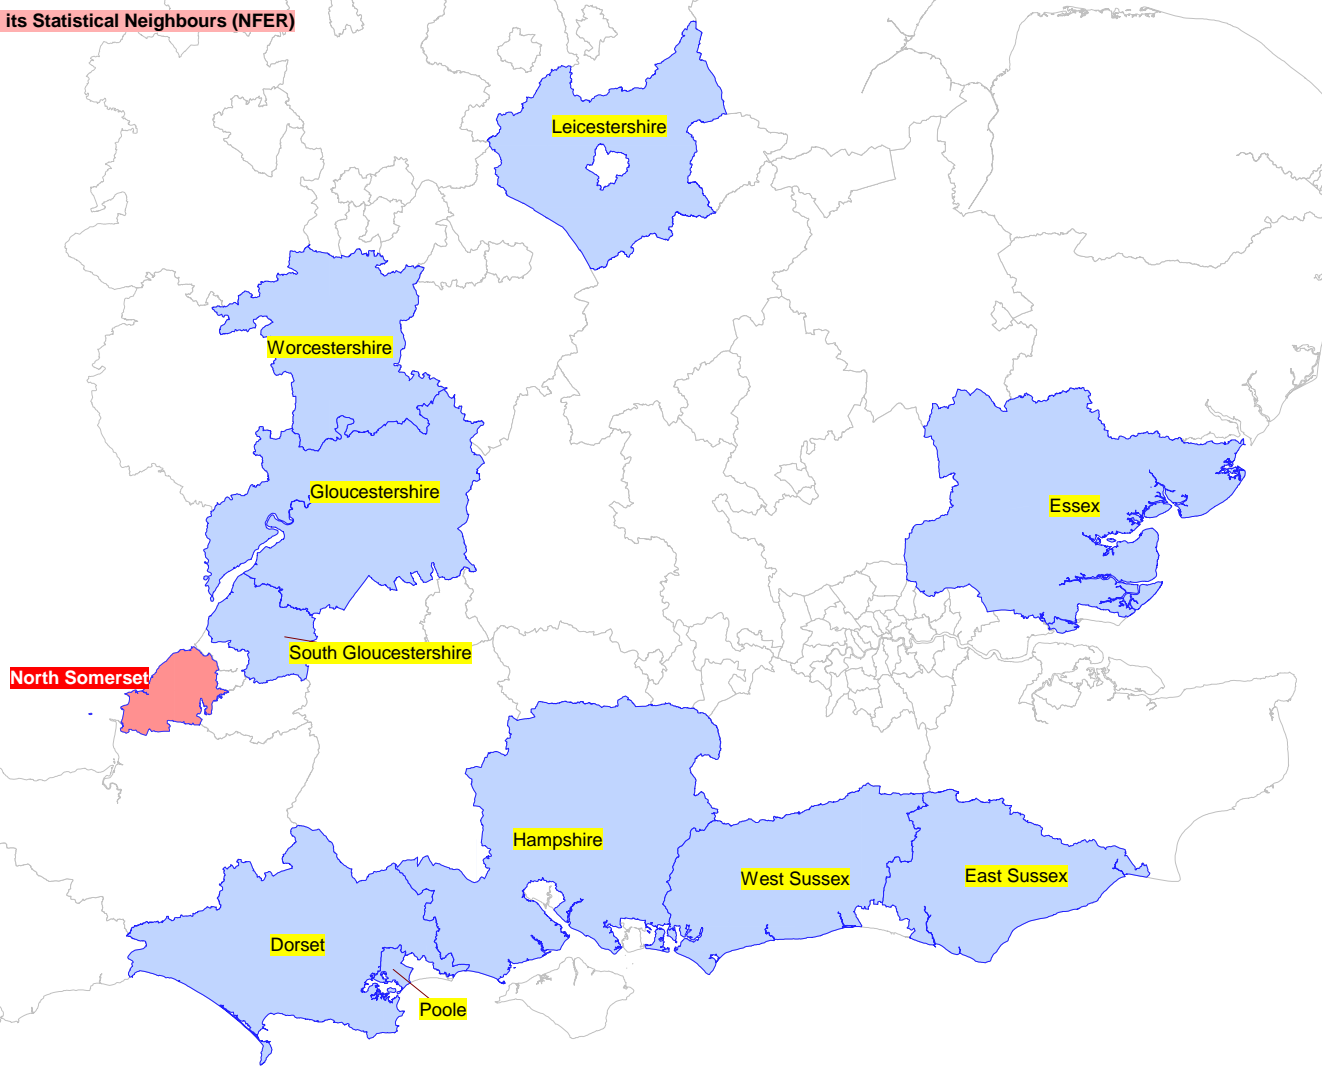 its Statistical Neighbours (NFER)
Leicestershire
Worcestershire
Gloucestershire
Essex
South Gloucestershire
North Somerset
Hampshire
West Sussex
East Sussex
Dorset
Poole